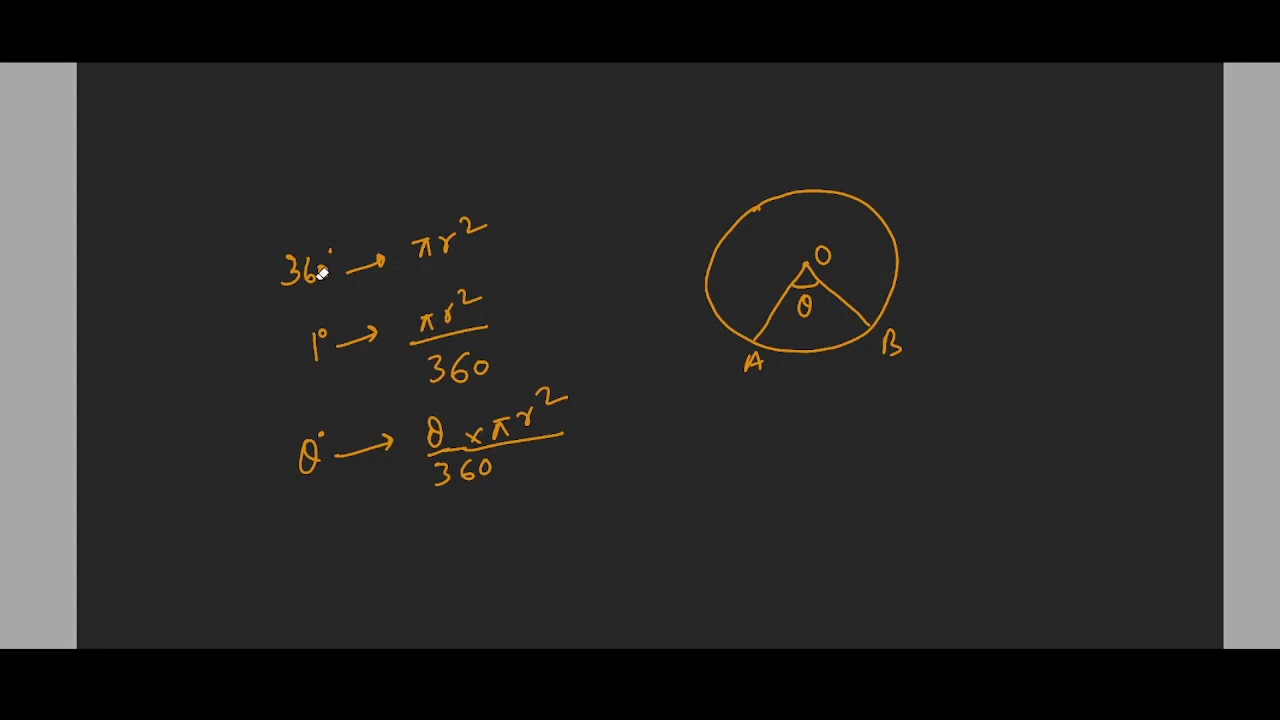 360° → πr²
1° → πr²/360
θ° → θ × πr²/360
O
θ
A
B